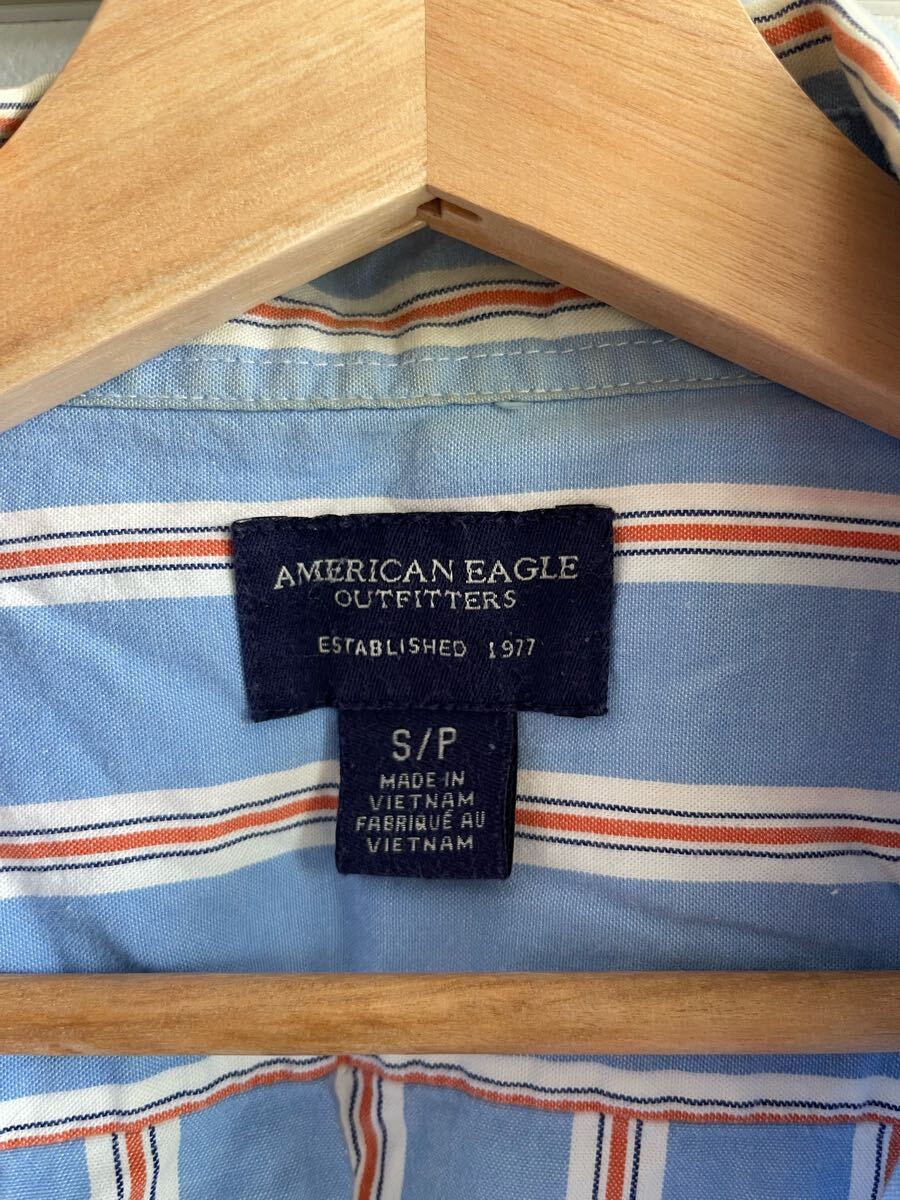 AMERICAN EAGLE
OUTFITTERS
ESTABLISHED 1977
S/P
MADE IN
VIETNAM
FABRIQUÉ AU
VIETNAM